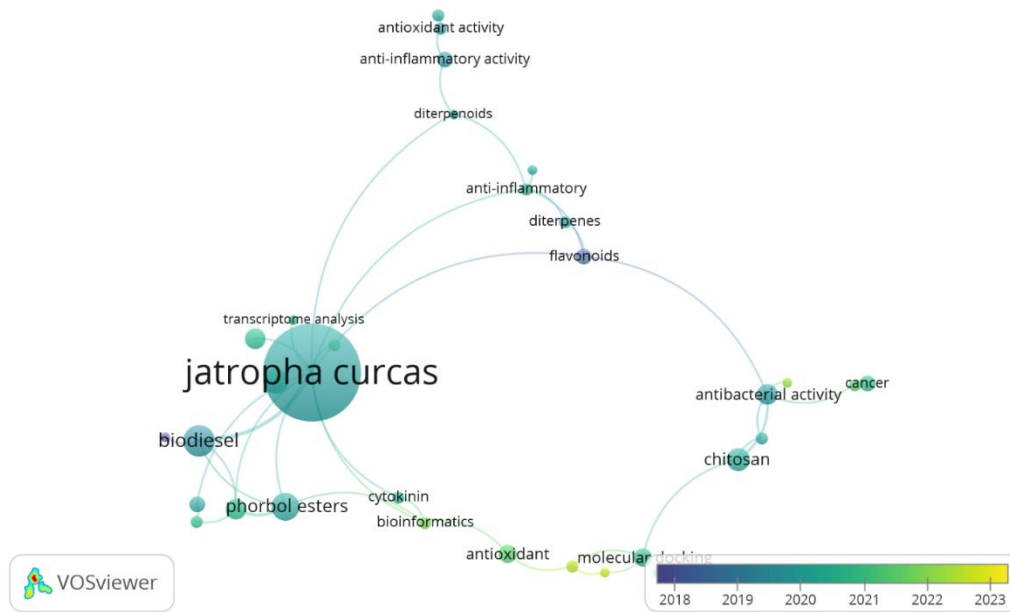 antioxidant activity
anti-inflammatory activity
diterpenoids
anti-inflammatory
diterpenes
flavonoids
transcriptome analysis
jatropha curcas
antibacterial activity
cancer
biodiesel
chitosan
cytokinin
phorbol esters
bioinformatics
antioxidant
molecular docking
VOSviewer
2018 2019 2020 2021 2022 2023